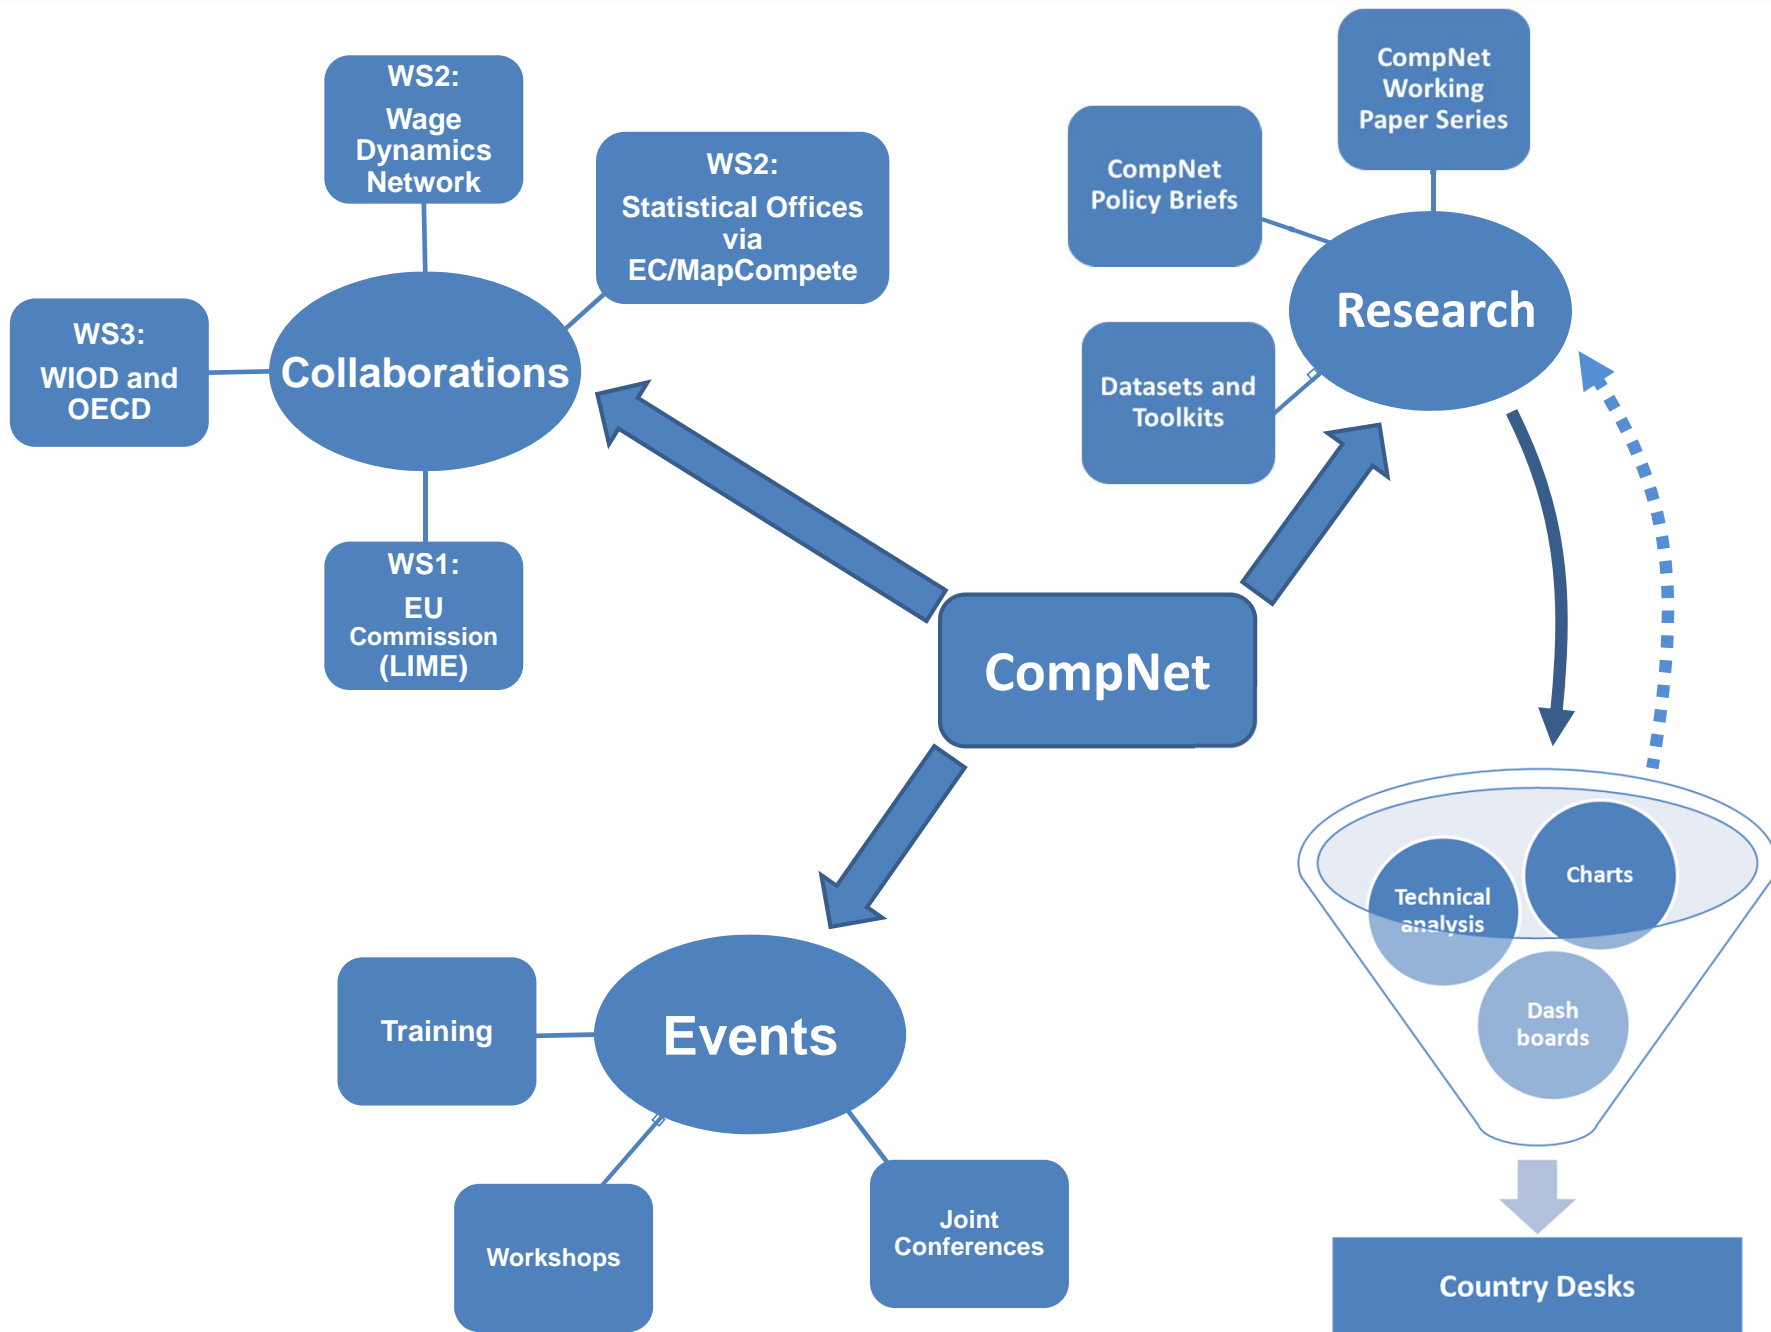 WS2:
Wage
Dynamics
Network
WS2:
Statistical Offices
via
EC/MapCompete
WS3:
WIOD and
OECD
Collaborations
WS1:
EU
Commission
(LIME)
CompNet
Working
Paper Series
CompNet
Policy Briefs
Research
Datasets and
Toolkits
CompNet
Charts
Technical
analysis
Dash
boards
Country Desks
Events
Training
Workshops
Joint
Conferences